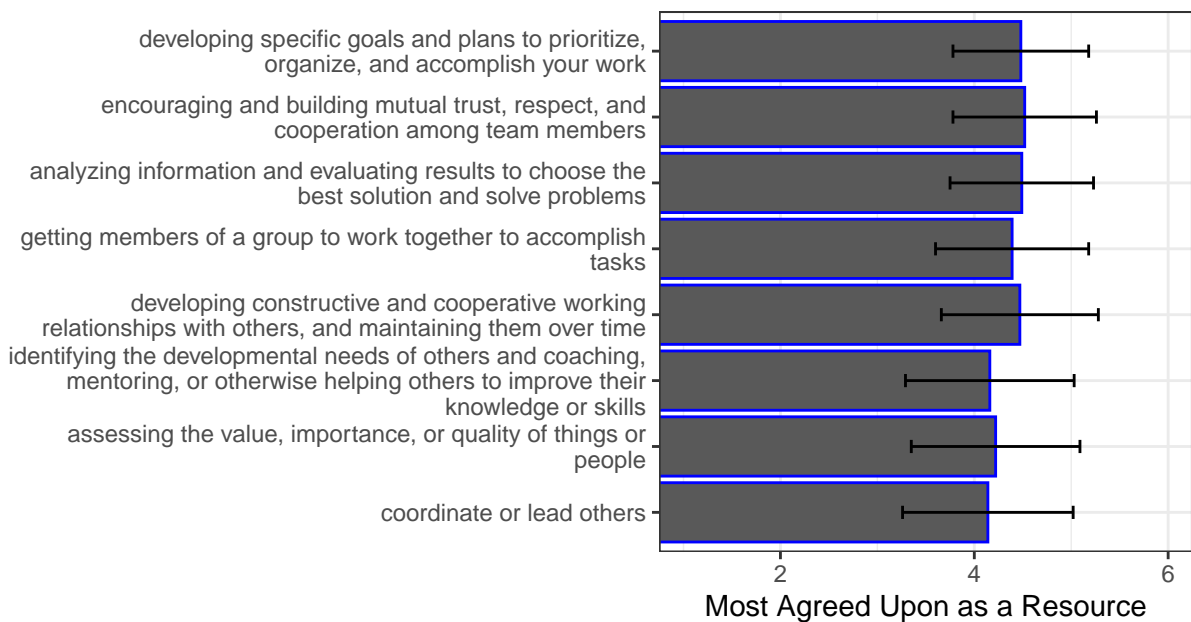 developing specific goals and plans to prioritize,
organize, and accomplish your work
encouraging and building mutual trust, respect, and
cooperation among team members
analyzing information and evaluating results to choose the
best solution and solve problems
getting members of a group to work together to accomplish
tasks
developing constructive and cooperative working
relationships with others, and maintaining them over time
identifying the developmental needs of others and coaching,
mentoring, or otherwise helping others to improve their
knowledge or skills
assessing the value, importance, or quality of things or
people
coordinate or lead others
2 4 6
Most Agreed Upon as a Resource